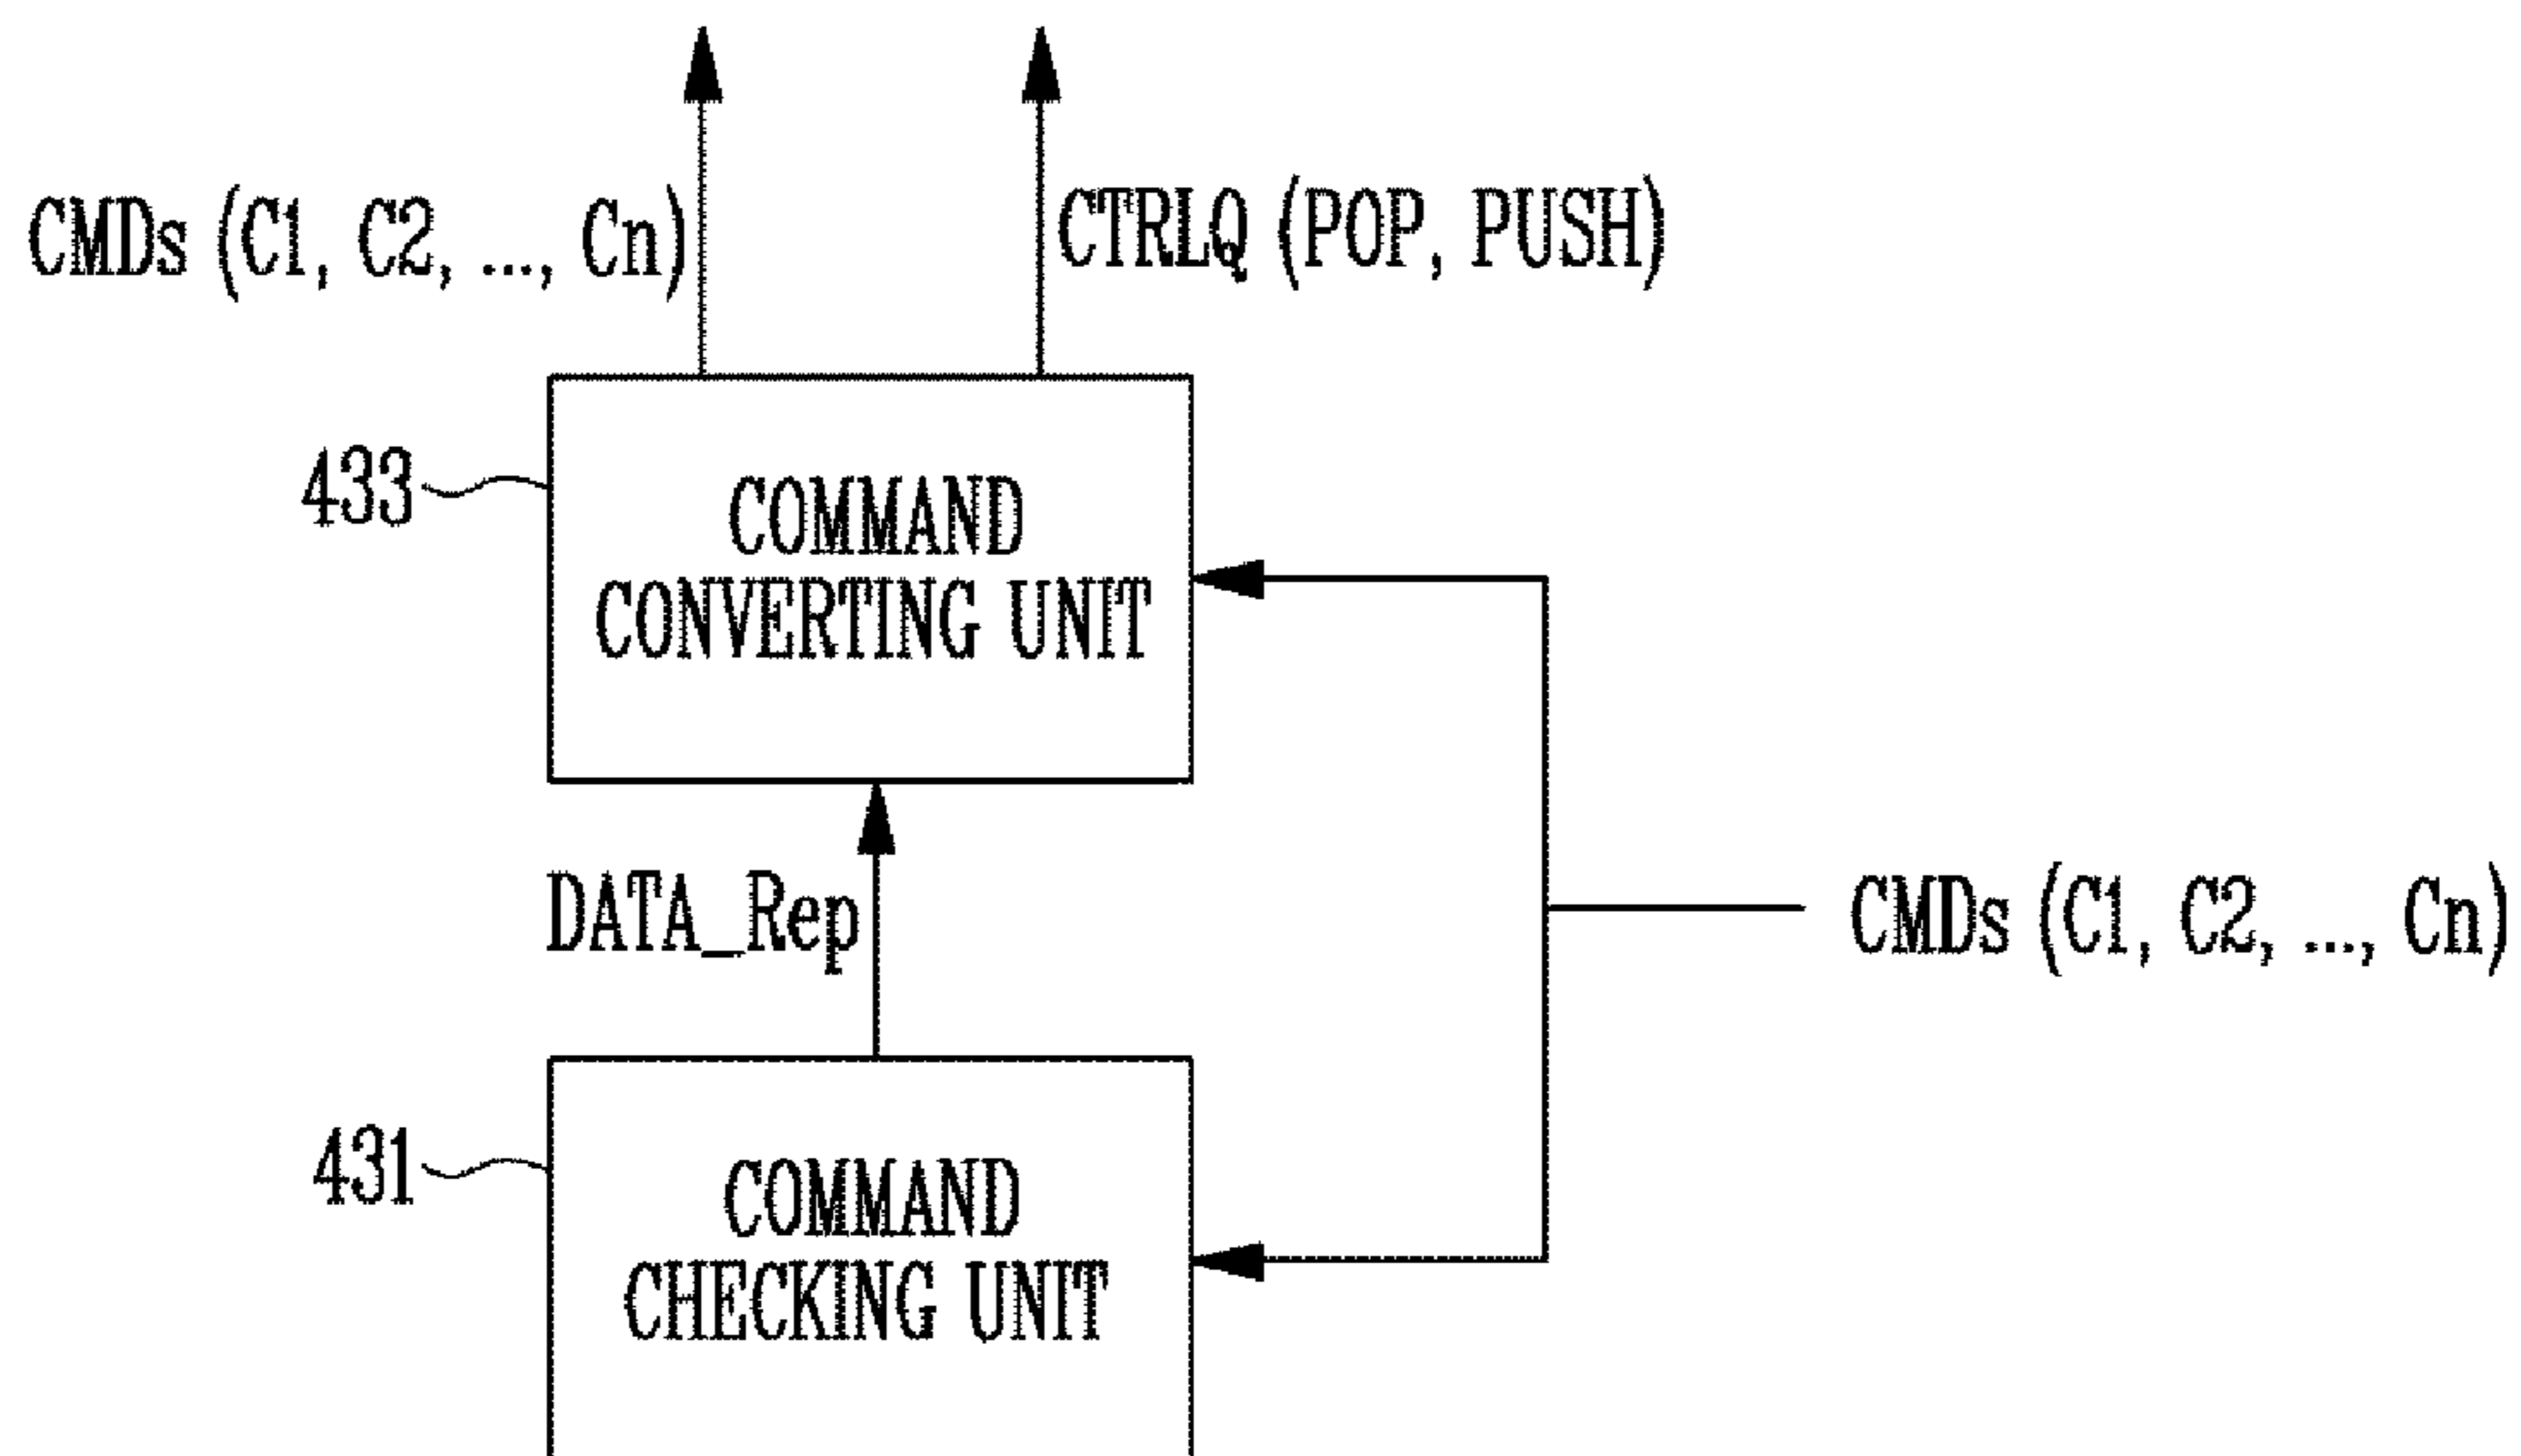 CMDs (C1, C2, ..., Cn)
CTRLQ (POP, PUSH)
433
COMMAND
CONVERTING UNIT
DATA_Rep
CMDs (C1, C2, ..., Cn)
431
COMMAND
CHECKING UNIT